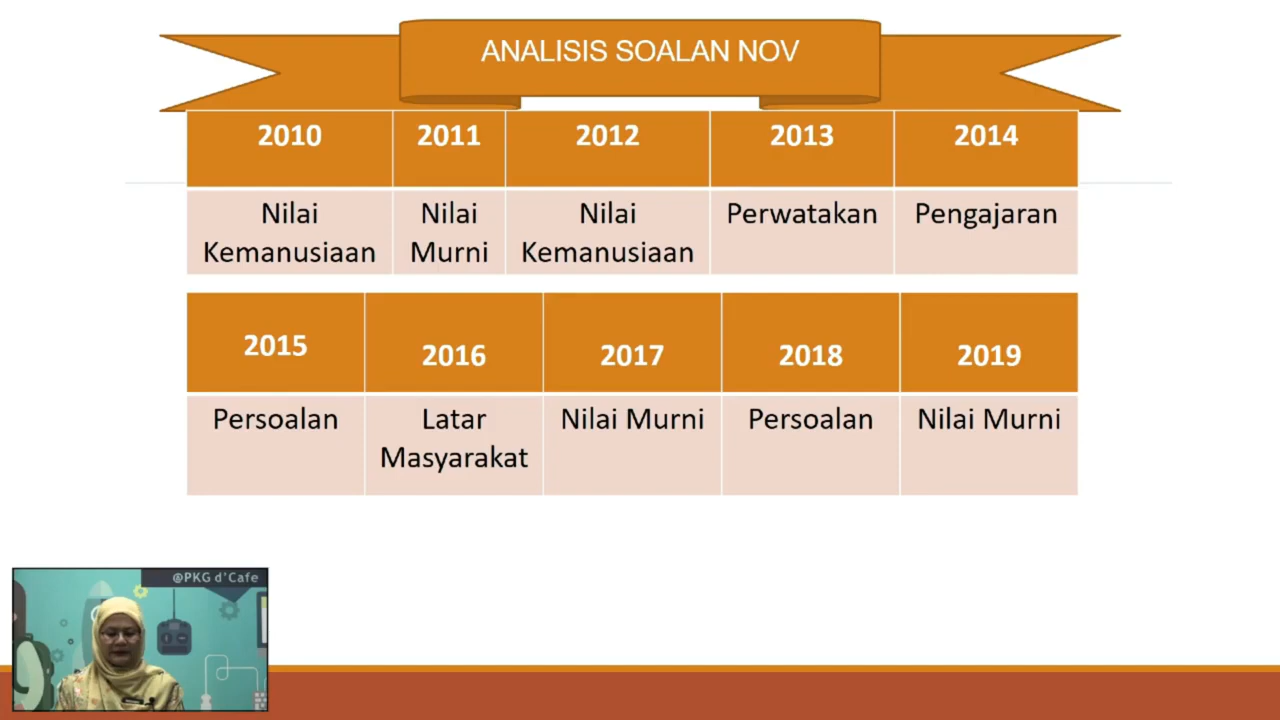 ANALISIS SOALAN NOV
2010 2011 2012 2013 2014
Nilai Nilai Nilai Perwatakan Pengajaran
Kemanusiaan Murni Kemanusiaan
2015 2016 2017 2018 2019
Persoalan Latar Nilai Murni Persoalan Nilai Murni
Masyarakat
@PKG d'Cafe